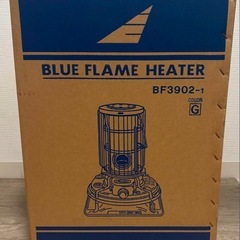 BLUE FLAME HEATER
BF3902-1
COLOR
G